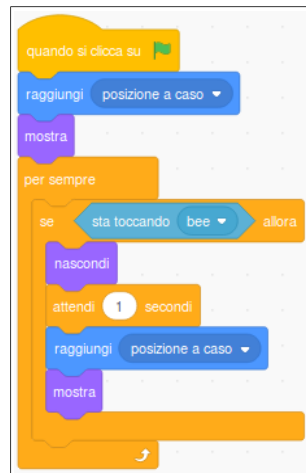 quando si clicca su
raggiungi posizione a caso
mostra
per sempre
se sta toccando bee allora
nascondi
attendi 1 secondi
raggiungi posizione a caso
mostra